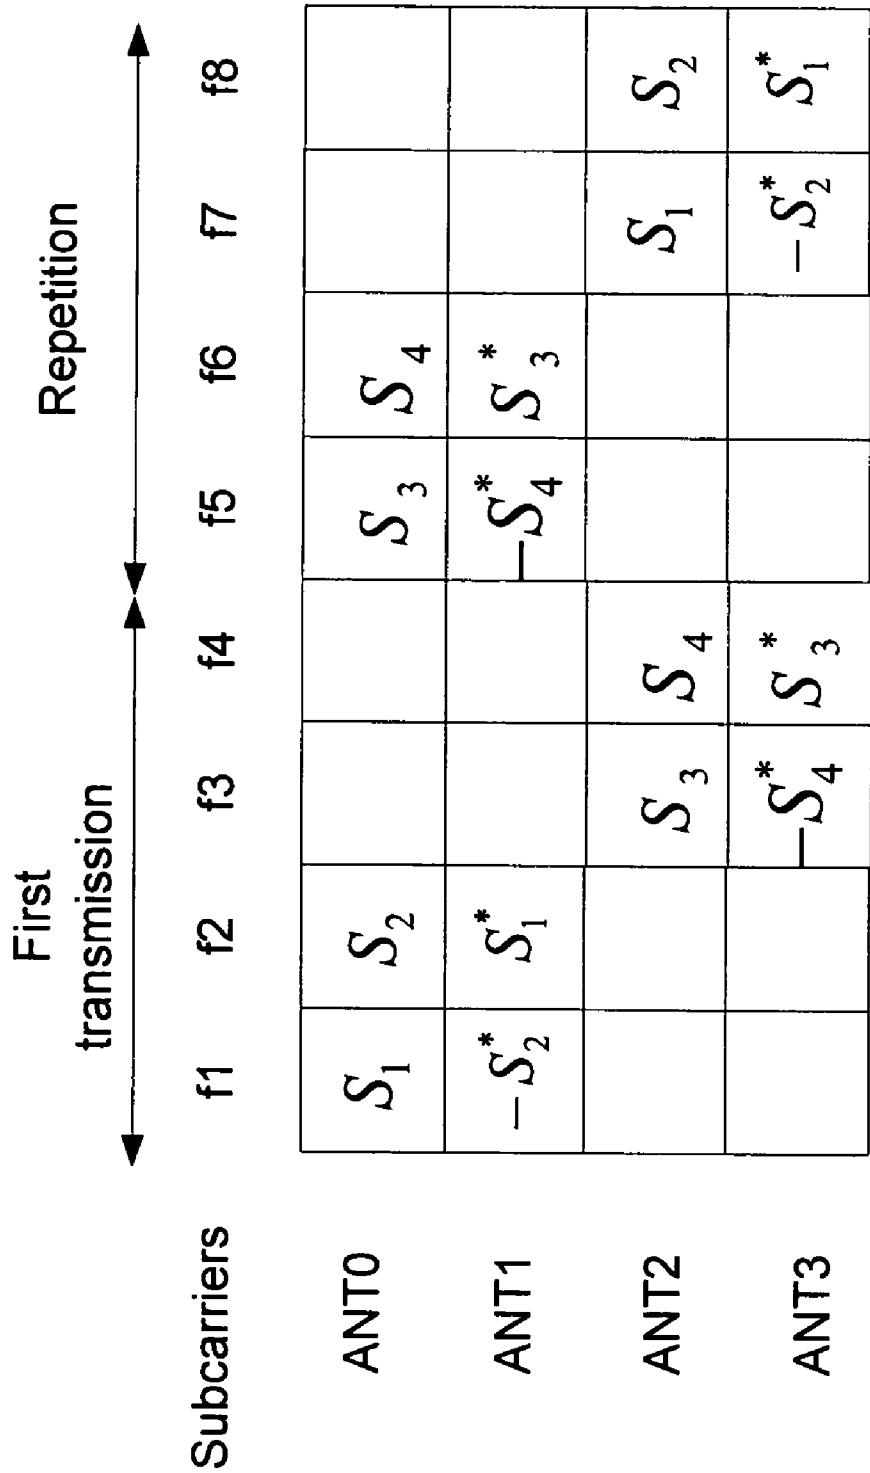 First
transmission
Repetition
Subcarriers f1 f2 f3 f4 f5 f6 f7 f8
ANT0 S₁ S₂ S₃ S₄
ANT1 −S₂* S₁* −S₄* S₃*
ANT2 S₃ S₄ S₁ S₂
ANT3 −S₄* S₃* −S₂* S₁*